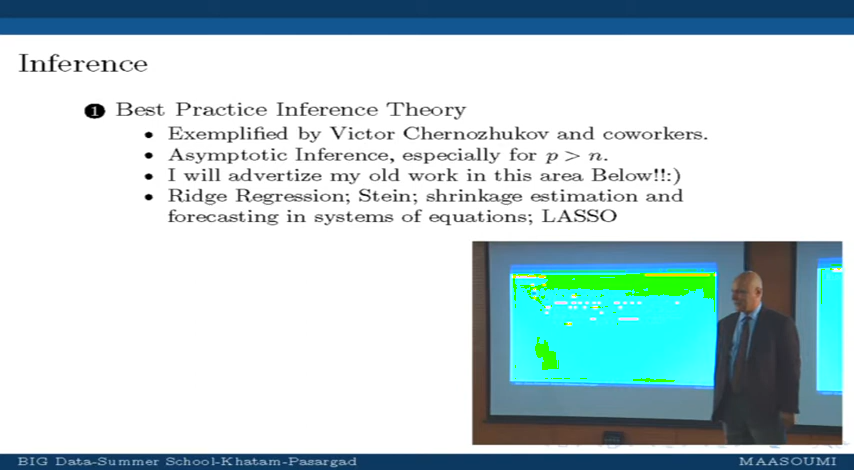 Inference
1 Best Practice Inference Theory
• Exemplified by Victor Chernozhukov and coworkers.
• Asymptotic Inference, especially for p > n.
• I will advertize my old work in this area Below!!:)
• Ridge Regression; Stein; shrinkage estimation and
forecasting in systems of equations; LASSO
BIG Data-Summer School-Khatam-Pasargad
MAASOUMI